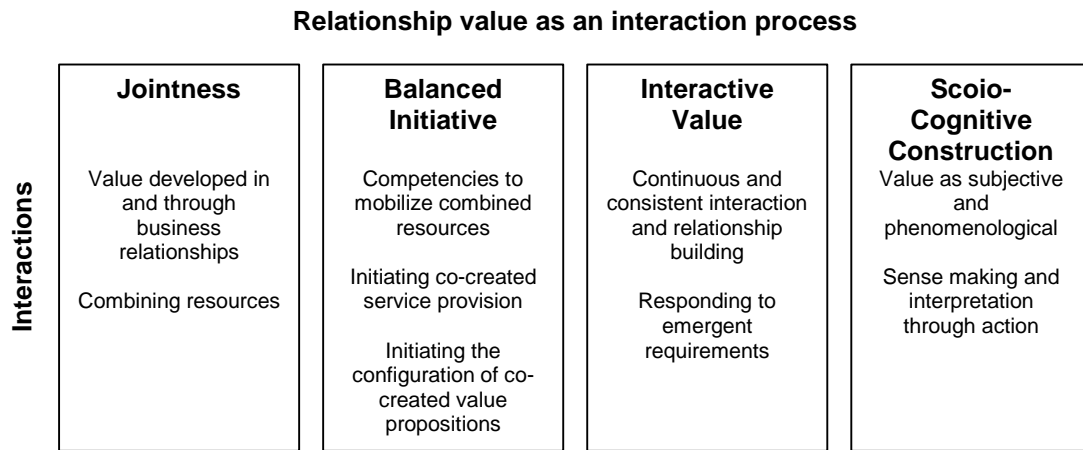 Relationship value as an interaction process
Interactions
Jointness
Value developed in
and through
business
relationships
Combining resources
Balanced
Initiative
Competencies to
mobilize combined
resources
Initiating co-created
service provision
Initiating the
configuration of co-
created value
propositions
Interactive
Value
Continuous and
consistent interaction
and relationship
building
Responding to
emergent
requirements
Scoio-
Cognitive
Construction
Value as subjective
and
phenomenological
Sense making and
interpretation
through action